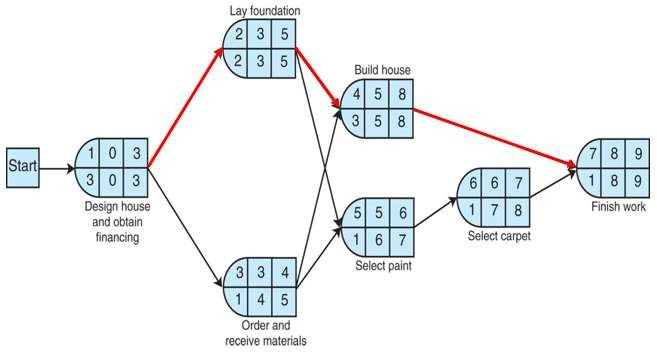 Lay foundation
2 3 5
2 3 5
Build house
4 5 8
3 5 8
Start
1 0 3
3 0 3
Design house
and obtain
financing
7 8 9
1 8 9
Finish work
6 6 7
1 7 8
Select carpet
5 5 6
1 6 7
Select paint
3 3 4
1 4 5
Order and
receive materials